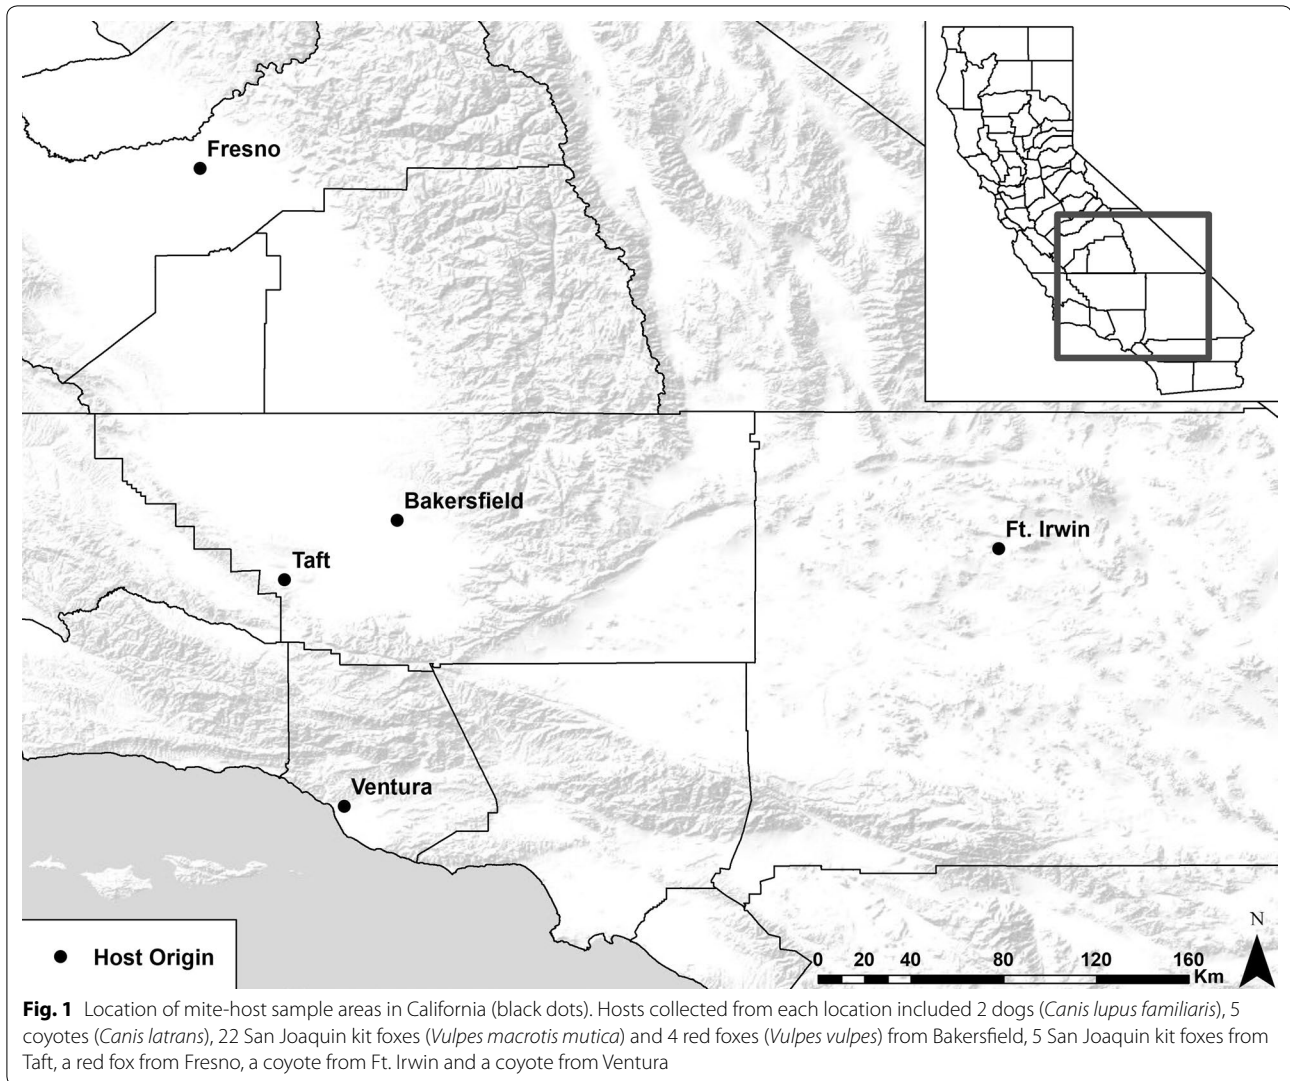 Fresno
Bakersfield
Taft
Ft. Irwin
Ventura
Host Origin
N
0 20 40 80 120 160
Km
Fig. 1 Location of mite-host sample areas in California (black dots). Hosts collected from each location included 2 dogs (Canis lupus familiaris), 5
coyotes (Canis latrans), 22 San Joaquin kit foxes (Vulpes macrotis mutica) and 4 red foxes (Vulpes vulpes) from Bakersfield, 5 San Joaquin kit foxes from
Taft, a red fox from Fresno, a coyote from Ft. Irwin and a coyote from Ventura